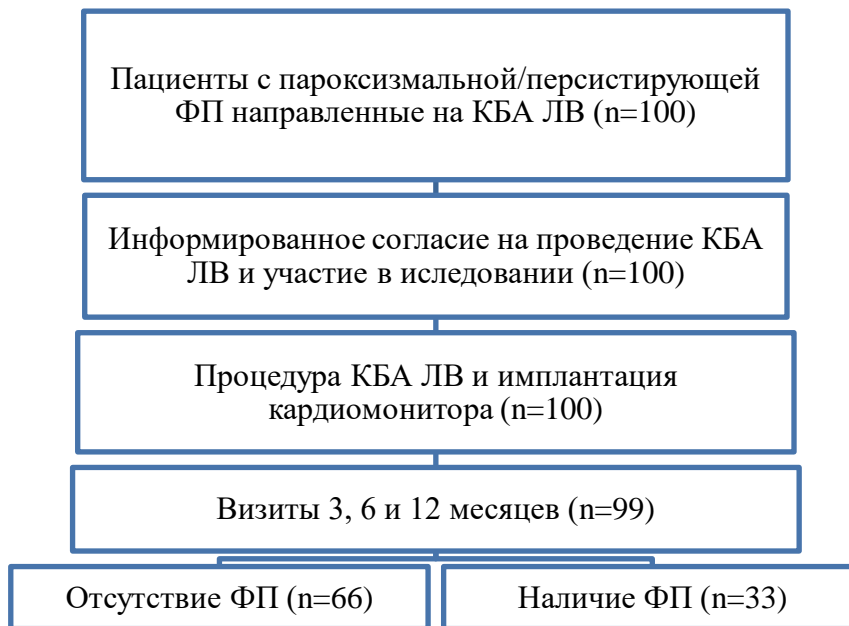 Пациенты с пароксизмальной/персистирующей
ФП направленные на КБА ЛВ (n=100)
Информированное согласие на проведение КБА
ЛВ и участие в иследовании (n=100)
Процедура КБА ЛВ и имплантация
кардиомонитора (n=100)
Визиты 3, 6 и 12 месяцев (n=99)
Отсутствие ФП (n=66)
Наличие ФП (n=33)